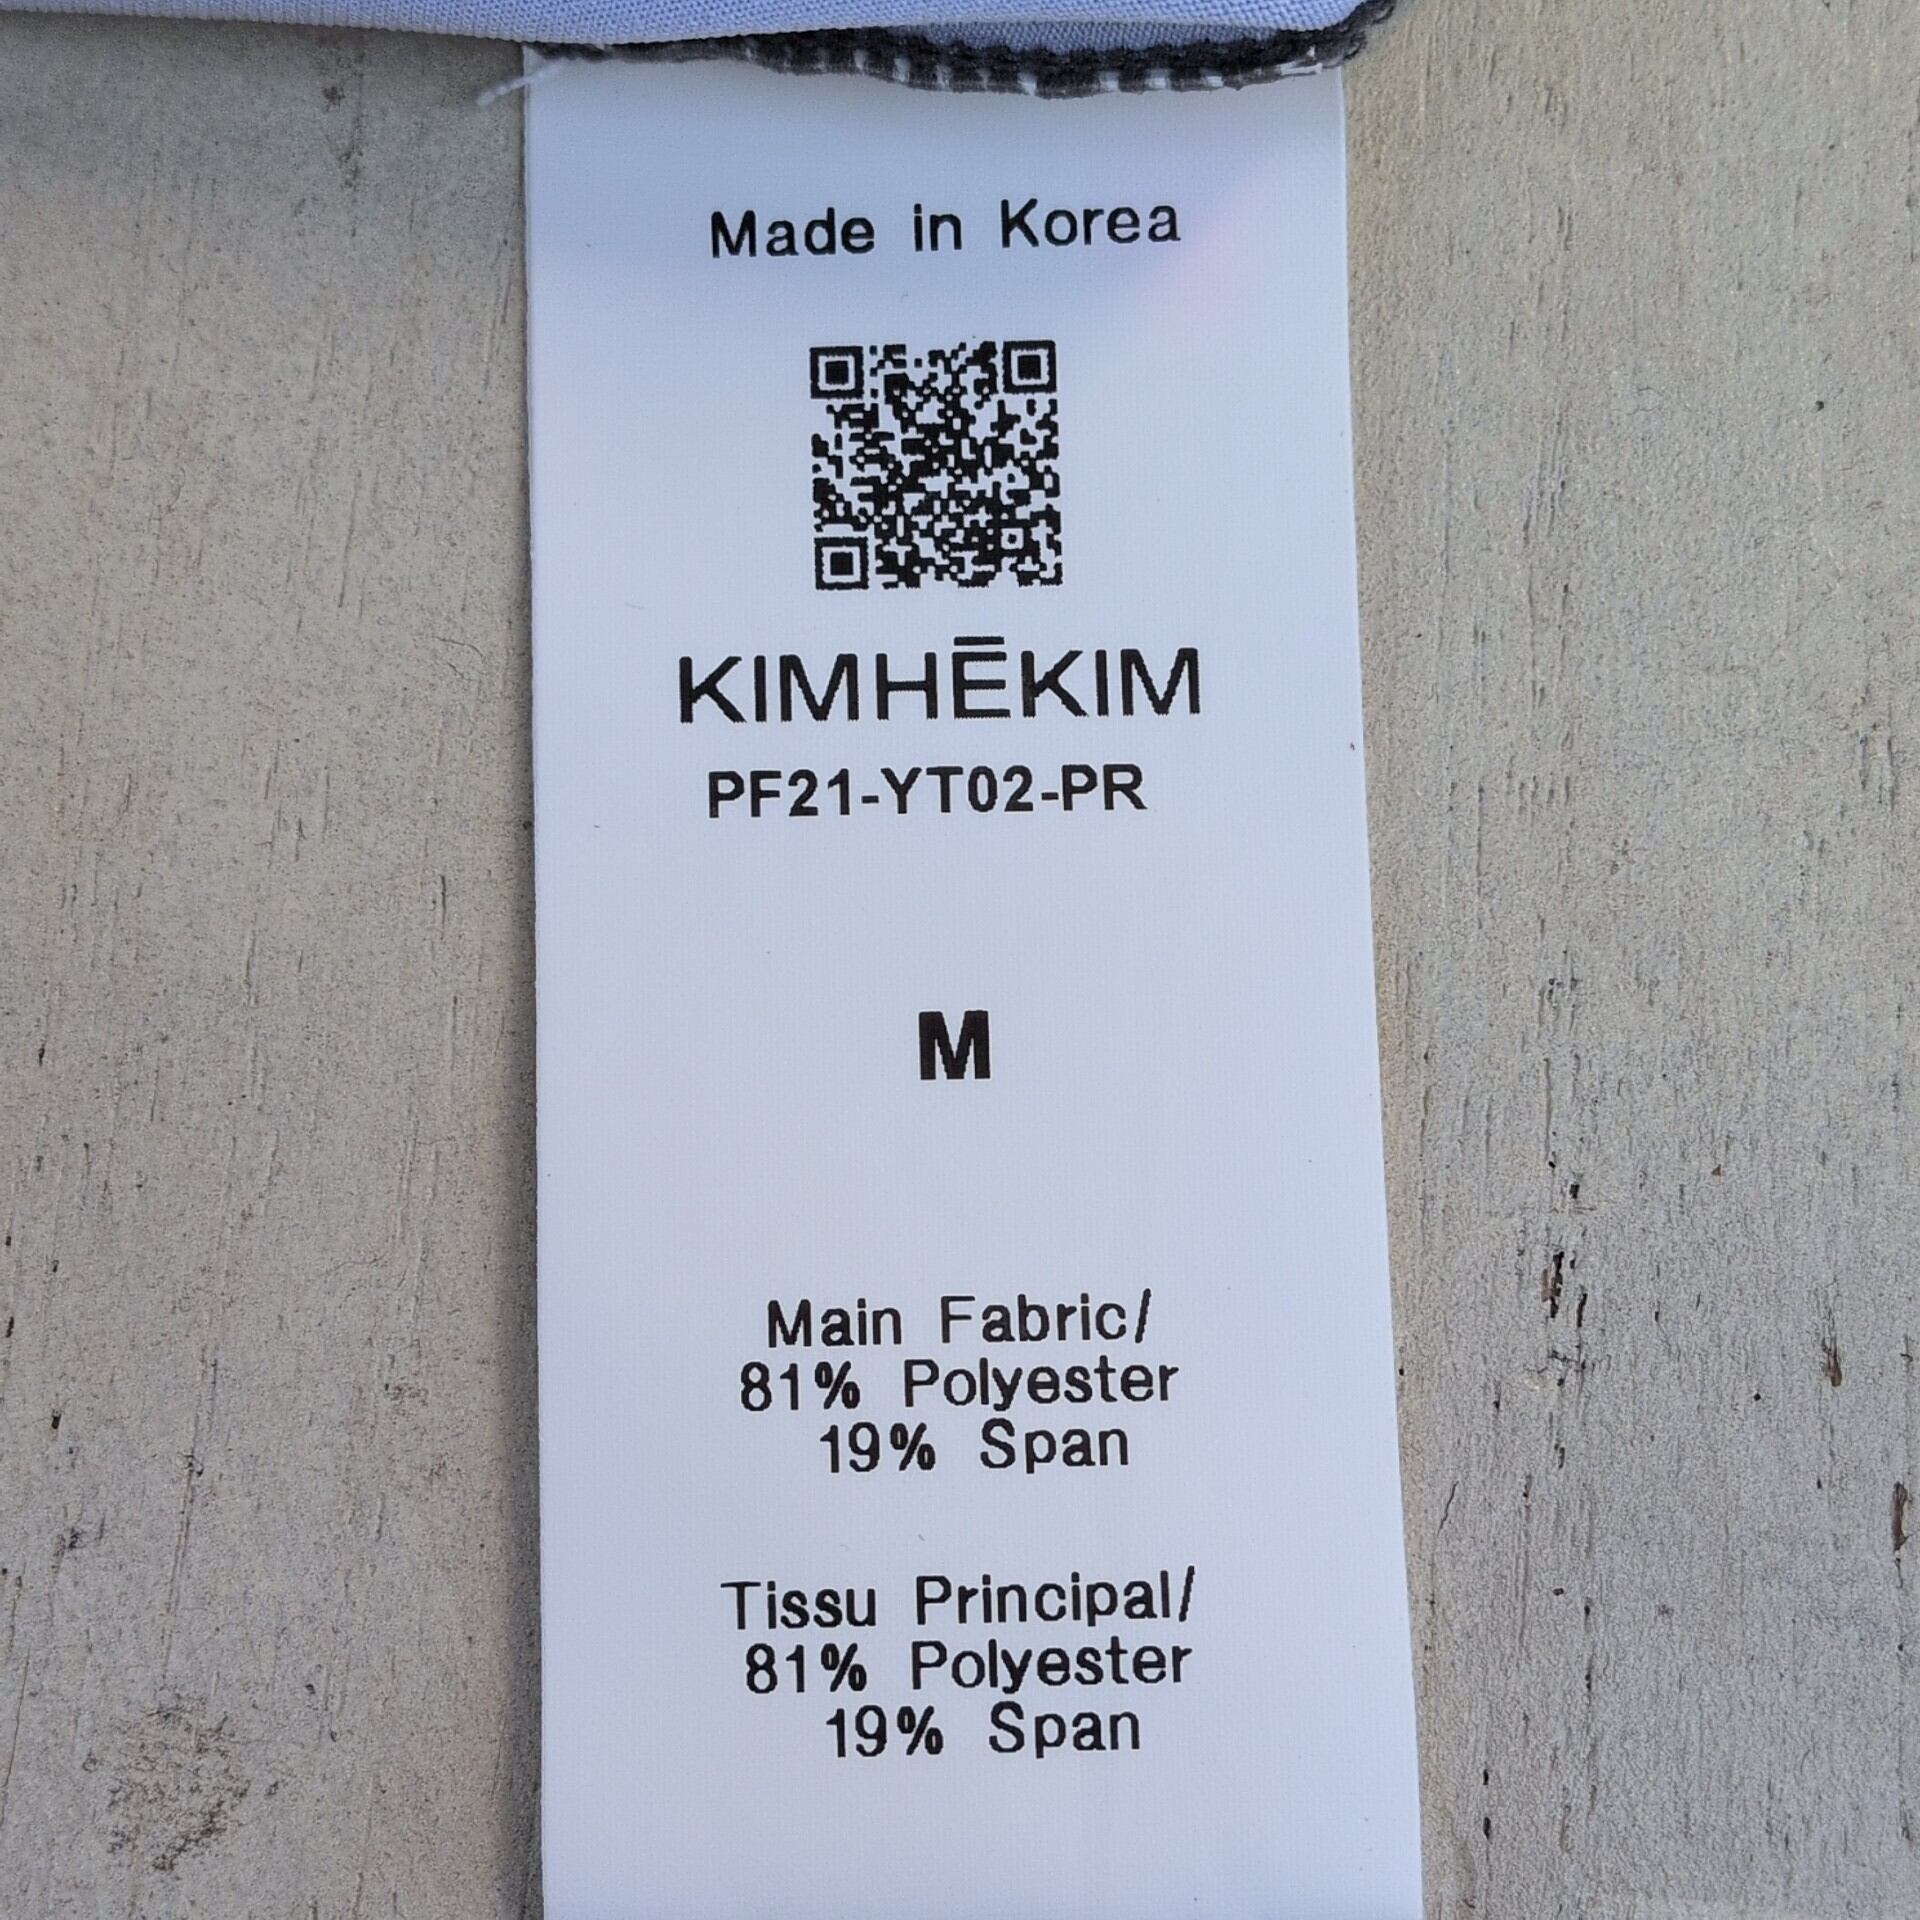 Made in Korea
KIMHĒKIM
PF21-YT02-PR
M
Main Fabric/
81% Polyester
19% Span
Tissu Principal/
81% Polyester
19% Span